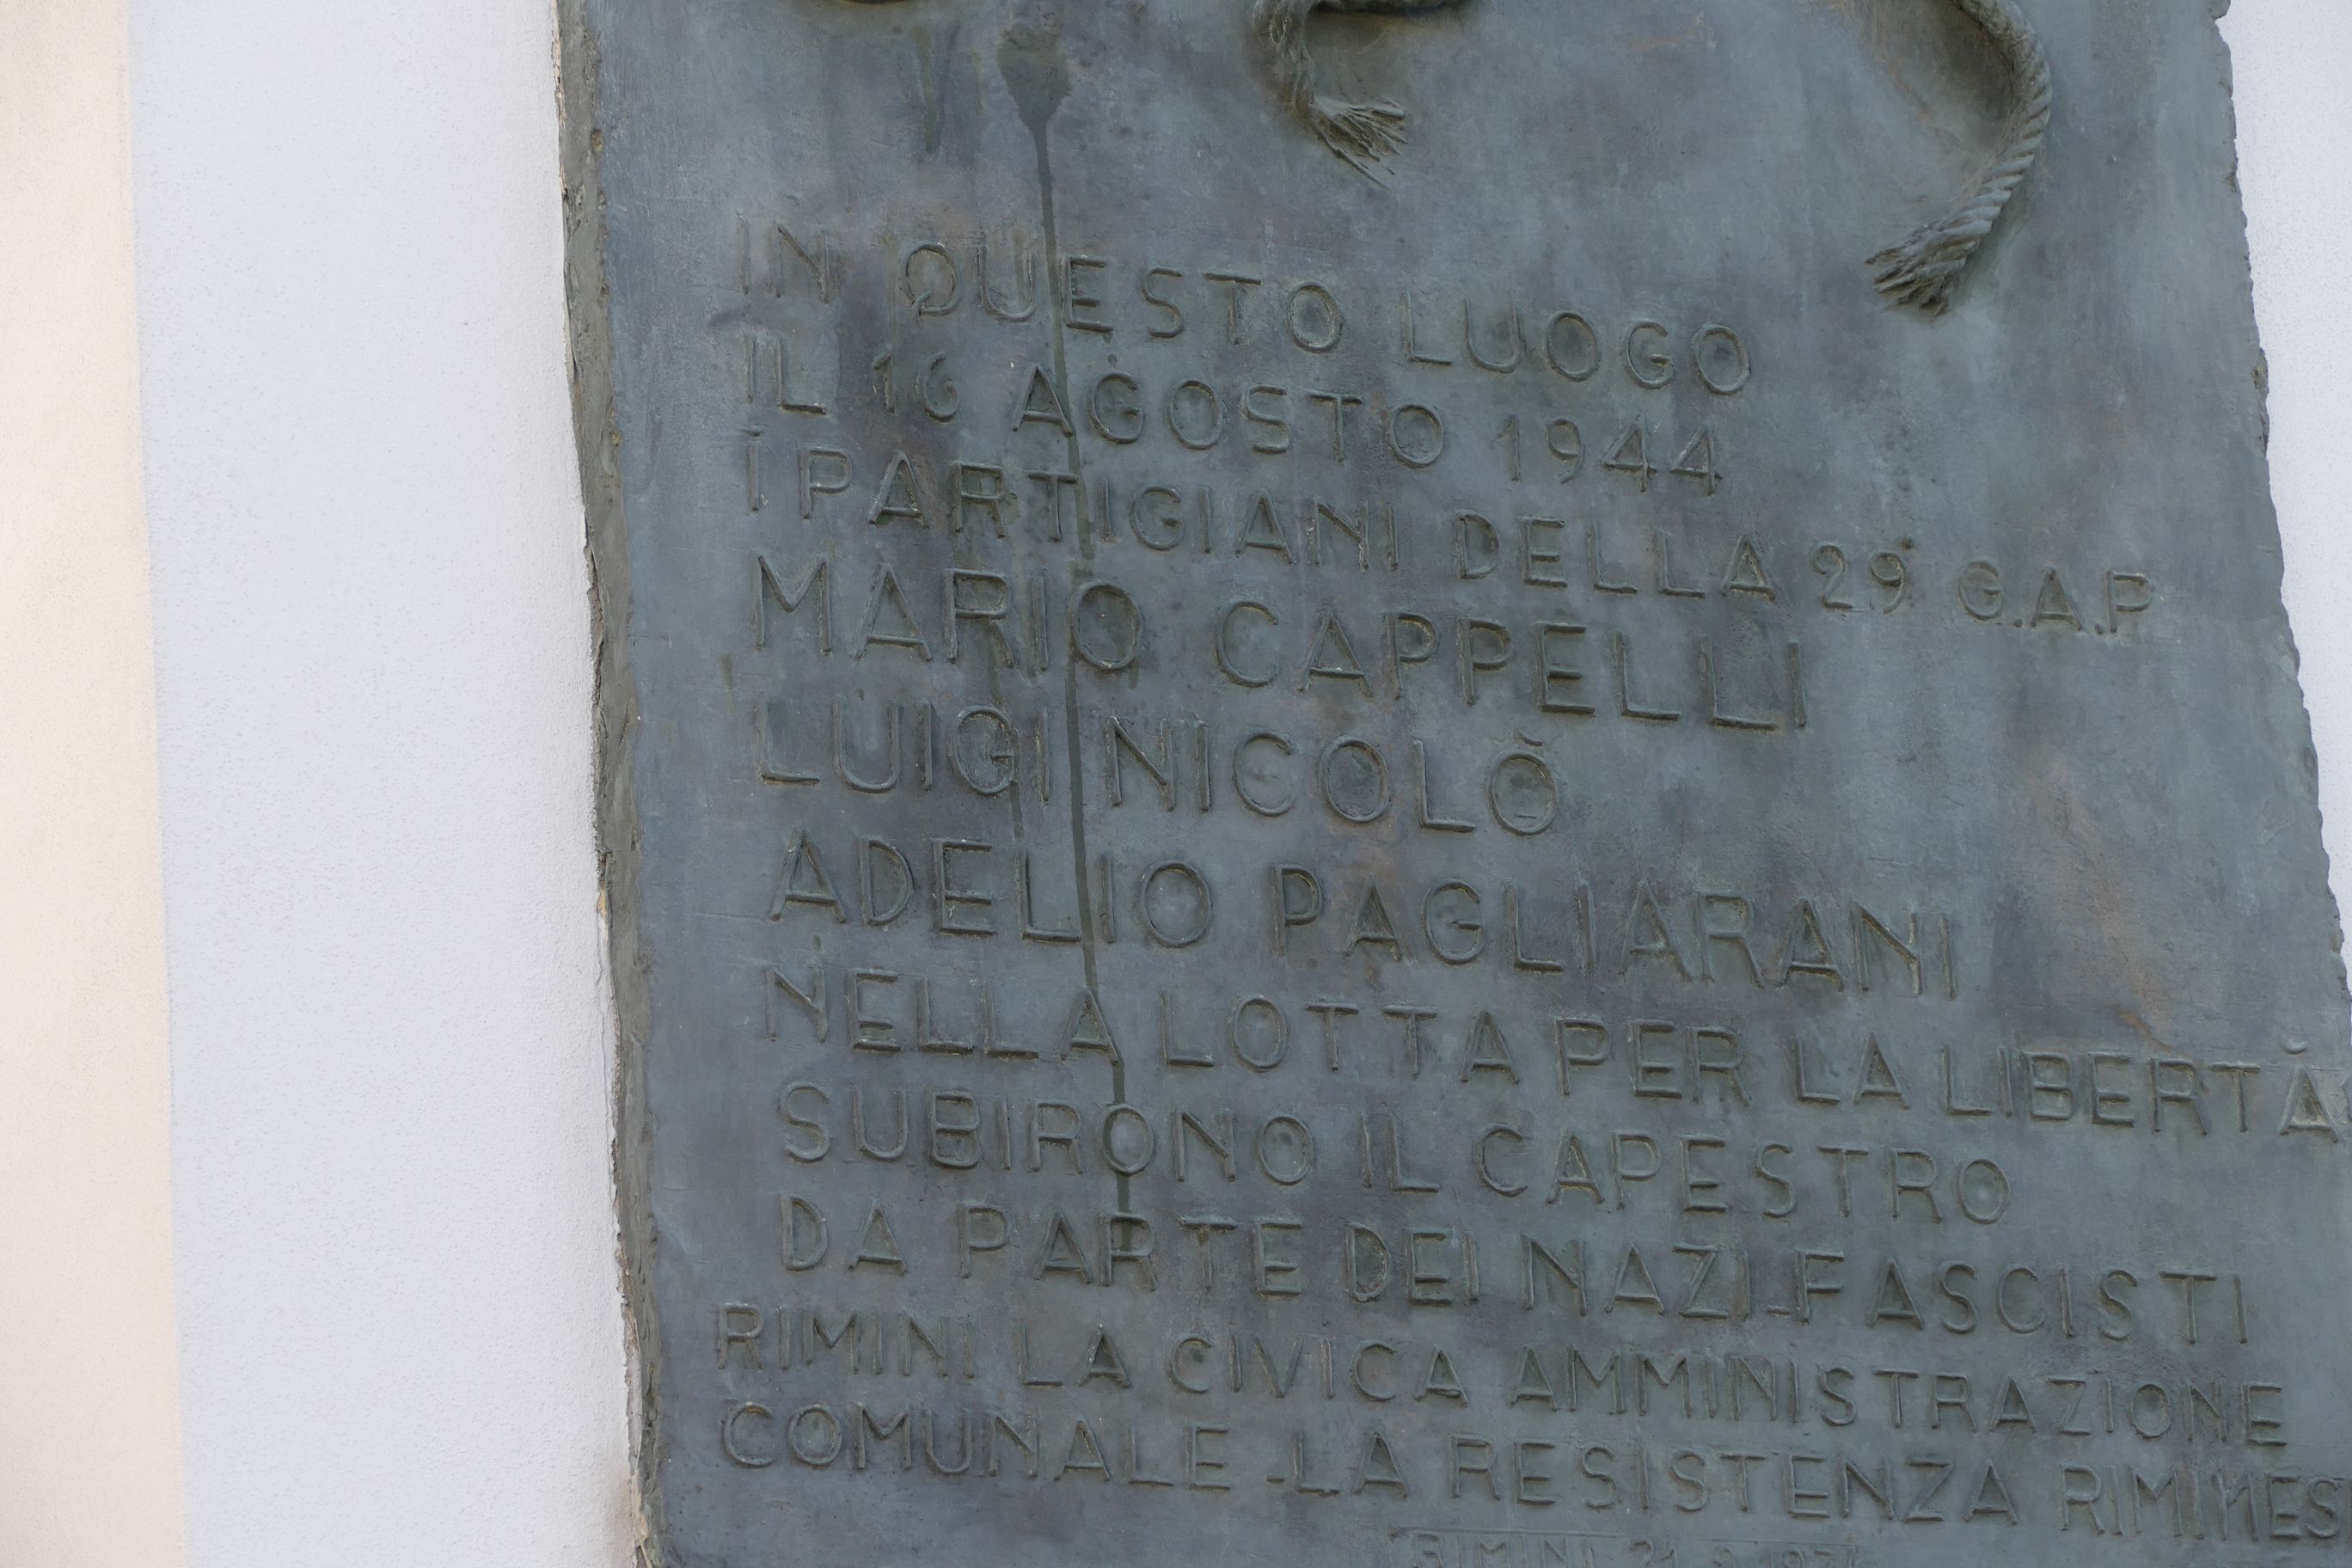 IN QUESTO LUOGO
IL 16 AGOSTO 1944
I PARTIGIANI DELLA 29 G.A.P
MARIO CAPPELLI
LUIGI NICOLÒ
ADELIO PAGLIARANI
NELLA LOTTA PER LA LIBERTÀ
SUBIRONO IL CAPESTRO
DA PARTE DEI NAZI-FASCISTI
RIMINI LA CIVICA AMMINISTRAZIONE
COMUNALE - LA RESISTENZA RIMINES
RIMINI